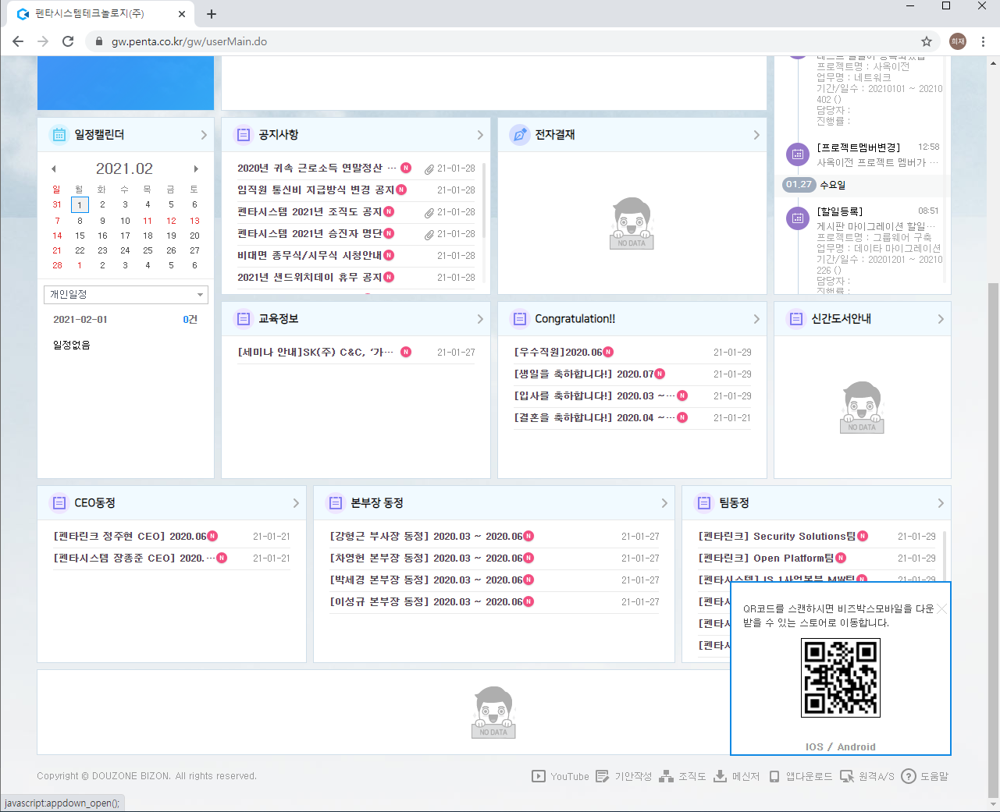 펜타시스템테크놀로지(주)
gw.penta.co.kr/gw/userMain.do
희재
테스트 할일이 등록되었습
프로젝트명 : 사옥이전
업무명 : 네트워크
기간/일수 : 20210101 ~ 20210
402 ()
담당자 :
진행률 :
[프로젝트멤버변경] 12:58
사옥이전 프로젝트 멤버가 …
01.27 수요일
[할일등록] 08:51
게시판 마이그레이션 할일…
프로젝트명 : 그룹웨어 구축
업무명 : 데이타 마이그레이션
기간/일수 : 20201201 ~ 20210
226 ()
담당자 :
진행률 :
일정캘린더
2021.02
일 월 화 수 목 금 토
31 1 2 3 4 5 6
7 8 9 10 11 12 13
14 15 16 17 18 19 20
21 22 23 24 25 26 27
28 1 2 3 4 5 6
개인일정
2021-02-01 0건
일정없음
공지사항
2020년 귀속 근로소득 연말정산 … N 21-01-28
임직원 통신비 지급방식 변경 공지 N 21-01-28
펜타시스템 2021년 조직도 공지 N 21-01-28
펜타시스템 2021년 승진자 명단 N 21-01-28
비대면 종무식/시무식 시청안내 N 21-01-28
2021년 샌드위치데이 휴무 공지 N 21-01-28
전자결재
NO DATA
교육정보
[세미나 안내]SK(주) C&C, ‘가… N 21-01-27
Congratulation!!
[우수직원]2020.06 N 21-01-29
[생일을 축하합니다!] 2020.07 N 21-01-29
[입사를 축하합니다!] 2020.03 ~… N 21-01-29
[결혼을 축하합니다!] 2020.04 ~… N 21-01-21
신간도서안내
NO DATA
CEO동정
[펜타링크 정주현 CEO] 2020.06 N 21-01-21
[펜타시스템 장종준 CEO] 2020.… N 21-01-21
본부장 동정
[강형근 부사장 동정] 2020.03 ~ 2020.06 N 21-01-27
[차영헌 본부장 동정] 2020.03 ~ 2020.06 N 21-01-27
[박세경 본부장 동정] 2020.03 ~ 2020.06 N 21-01-27
[이성규 본부장 동정] 2020.03 ~ 2020.06 N 21-01-27
팀동정
[펜타링크] Security Solutions팀 N 21-01-29
[펜타링크] Open Platform팀 N 21-01-29
[펜타시스템] IS 1사업본부 MW팀 N 21-01-29
[펜타
[펜타
[펜타
QR코드를 스캔하시면 비즈박스모바일을 다운
받을 수 있는 스토어로 이동합니다.
IOS / Android
NO DATA
Copyright © DOUZONE BIZON. All rights reserved.
YouTube 기안작성 조직도 메신저 앱다운로드 원격A/S 도움말
javascript:appdown_open();